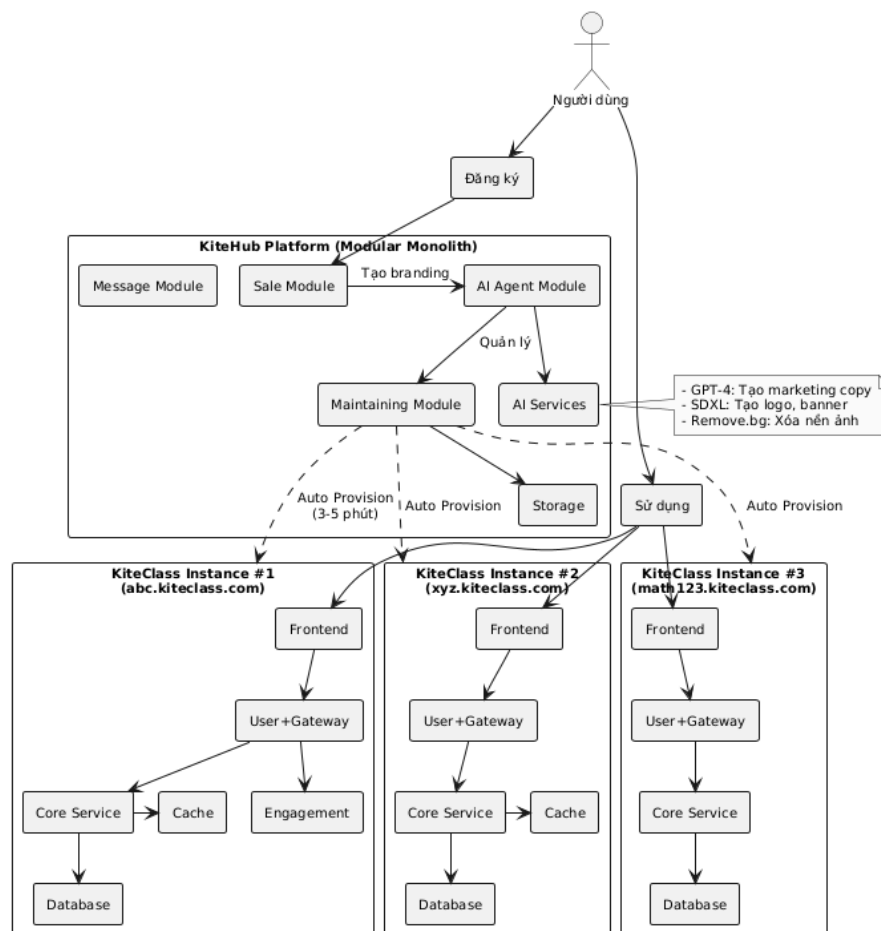 Người dùng
Đăng ký
KiteHub Platform (Modular Monolith)
Message Module
Sale Module
Tạo branding
AI Agent Module
Quản lý
Maintaining Module
AI Services
- GPT-4: Tạo marketing copy
- SDXL: Tạo logo, banner
- Remove.bg: Xóa nền ảnh
Auto Provision
(3-5 phút)
Auto Provision
Storage
Sử dụng
Auto Provision
KiteClass Instance #1
(abc.kiteclass.com)
Frontend
User+Gateway
Core Service
Cache
Engagement
Database
KiteClass Instance #2
(xyz.kiteclass.com)
Frontend
User+Gateway
Core Service
Cache
Database
KiteClass Instance #3
(math123.kiteclass.com)
Frontend
User+Gateway
Core Service
Database